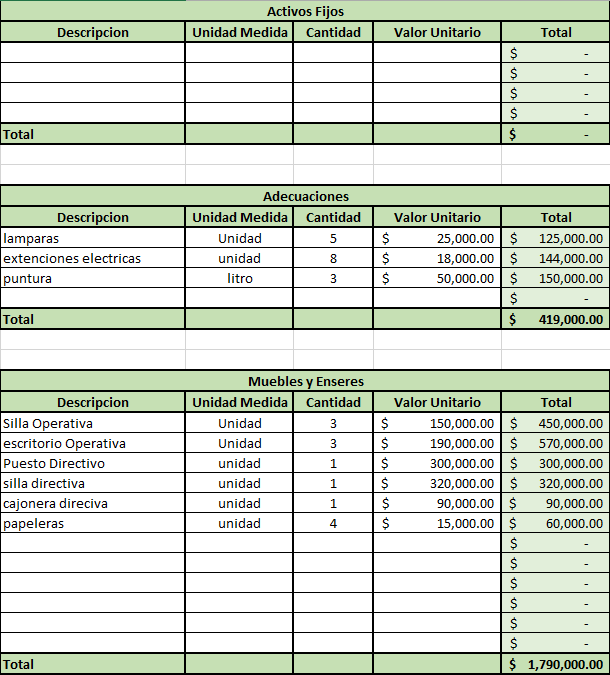 Activos Fijos
Descripcion Unidad Medida Cantidad Valor Unitario Total
$ -
$ -
$ -
$ -
Total $ -
Adecuaciones
Descripcion Unidad Medida Cantidad Valor Unitario Total
lamparas Unidad 5 $ 25,000.00 $ 125,000.00
extenciones electricas unidad 8 $ 18,000.00 $ 144,000.00
puntura litro 3 $ 50,000.00 $ 150,000.00
$ -
Total $ 419,000.00
Muebles y Enseres
Descripcion Unidad Medida Cantidad Valor Unitario Total
Silla Operativa Unidad 3 $ 150,000.00 $ 450,000.00
escritorio Operativa Unidad 3 $ 190,000.00 $ 570,000.00
Puesto Directivo unidad 1 $ 300,000.00 $ 300,000.00
silla directiva unidad 1 $ 320,000.00 $ 320,000.00
cajonera direciva unidad 1 $ 90,000.00 $ 90,000.00
papeleras unidad 4 $ 15,000.00 $ 60,000.00
$ -
$ -
$ -
$ -
$ -
$ -
Total $ 1,790,000.00